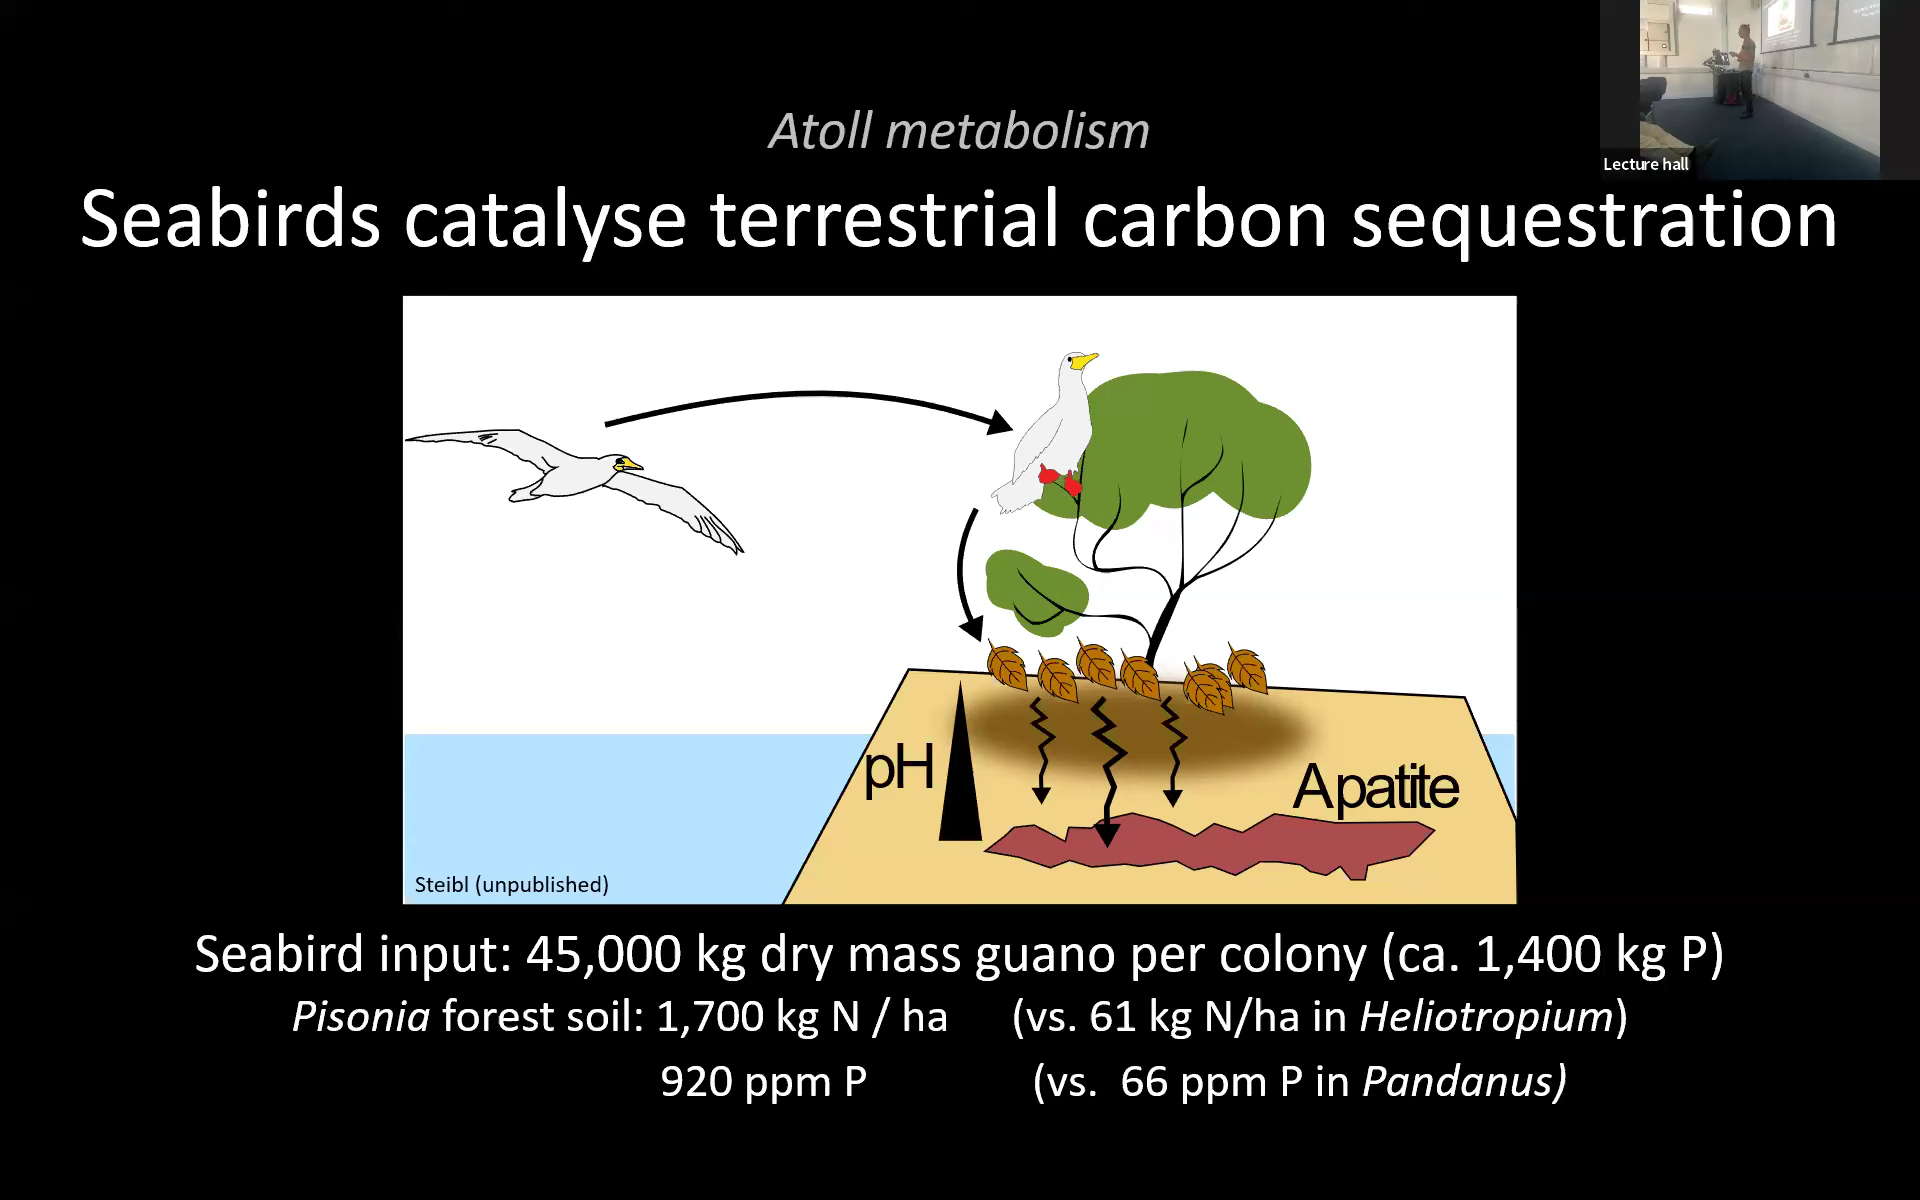 Lecture hall
Atoll metabolism
Seabirds catalyse terrestrial carbon sequestration
pH
Apatite
Steibl (unpublished)
Seabird input: 45,000 kg dry mass guano per colony (ca. 1,400 kg P)
Pisonia forest soil: 1,700 kg N / ha (vs. 61 kg N/ha in Heliotropium)
920 ppm P (vs. 66 ppm P in Pandanus)